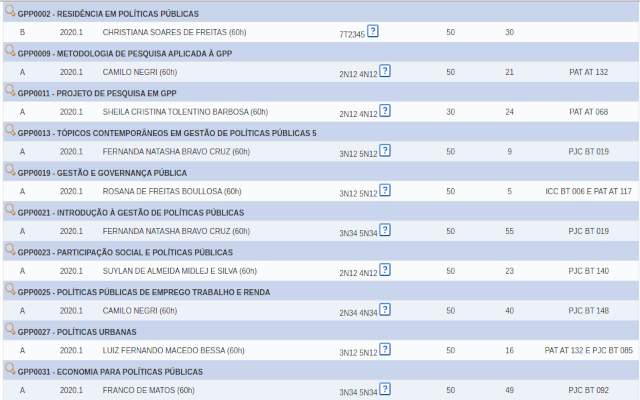 GPP0002 - RESIDÊNCIA EM POLÍTICAS PÚBLICAS
B 2020.1 CHRISTIANA SOARES DE FREITAS (60h) 7T2345 ? 50 30
GPP0009 - METODOLOGIA DE PESQUISA APLICADA À GPP
A 2020.1 CAMILO NEGRI (60h) 2N12 4N12 ? 50 21 PAT AT 132
GPP0011 - PROJETO DE PESQUISA EM GPP
A 2020.1 SHEILA CRISTINA TOLENTINO BARBOSA (60h) 2N12 4N12 ? 30 24 PAT AT 068
GPP0013 - TÓPICOS CONTEMPORÂNEOS EM GESTÃO DE POLÍTICAS PÚBLICAS 5
A 2020.1 FERNANDA NATASHA BRAVO CRUZ (60h) 3N12 5N12 ? 50 9 PJC BT 019
GPP0019 - GESTÃO E GOVERNANÇA PÚBLICA
A 2020.1 ROSANA DE FREITAS BOULLOSA (60h) 3N12 5N12 ? 50 5 ICC BT 006 E PAT AT 117
GPP0021 - INTRODUÇÃO À GESTÃO DE POLÍTICAS PÚBLICAS
A 2020.1 FERNANDA NATASHA BRAVO CRUZ (60h) 3N34 5N34 ? 50 55 PJC BT 019
GPP0023 - PARTICIPAÇÃO SOCIAL E POLÍTICAS PÚBLICAS
A 2020.1 SUYLAN DE ALMEIDA MIDLEJ E SILVA (60h) 2N12 4N12 ? 50 23 PJC BT 140
GPP0025 - POLÍTICAS PÚBLICAS DE EMPREGO TRABALHO E RENDA
A 2020.1 CAMILO NEGRI (60h) 2N34 4N34 ? 50 40 PJC BT 148
GPP0027 - POLÍTICAS URBANAS
A 2020.1 LUIZ FERNANDO MACEDO BESSA (60h) 3N12 5N12 ? 50 16 PAT AT 132 E PJC BT 085
GPP0031 - ECONOMIA PARA POLÍTICAS PÚBLICAS
A 2020.1 FRANCO DE MATOS (60h) 3N34 5N34 ? 50 49 PJC BT 092